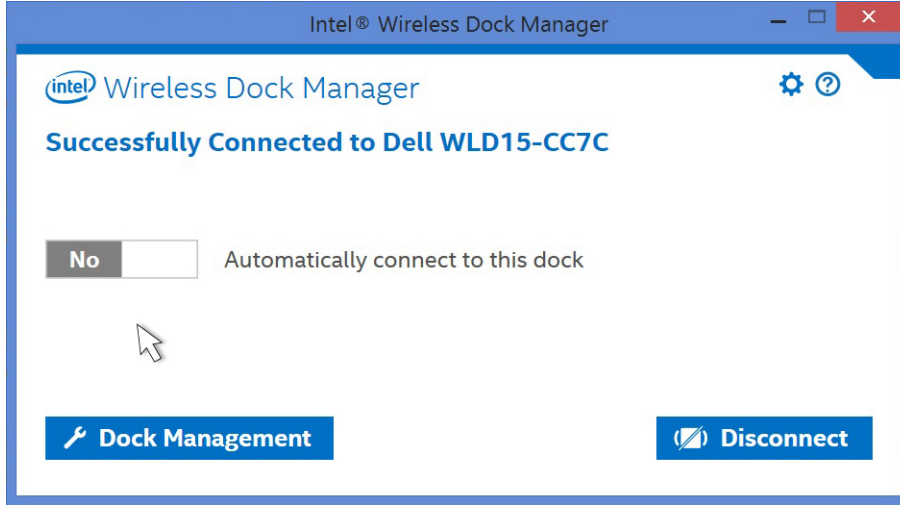 Intel® Wireless Dock Manager
intel Wireless Dock Manager
Successfully Connected to Dell WLD15-CC7C
No Automatically connect to this dock
Dock Management
Disconnect